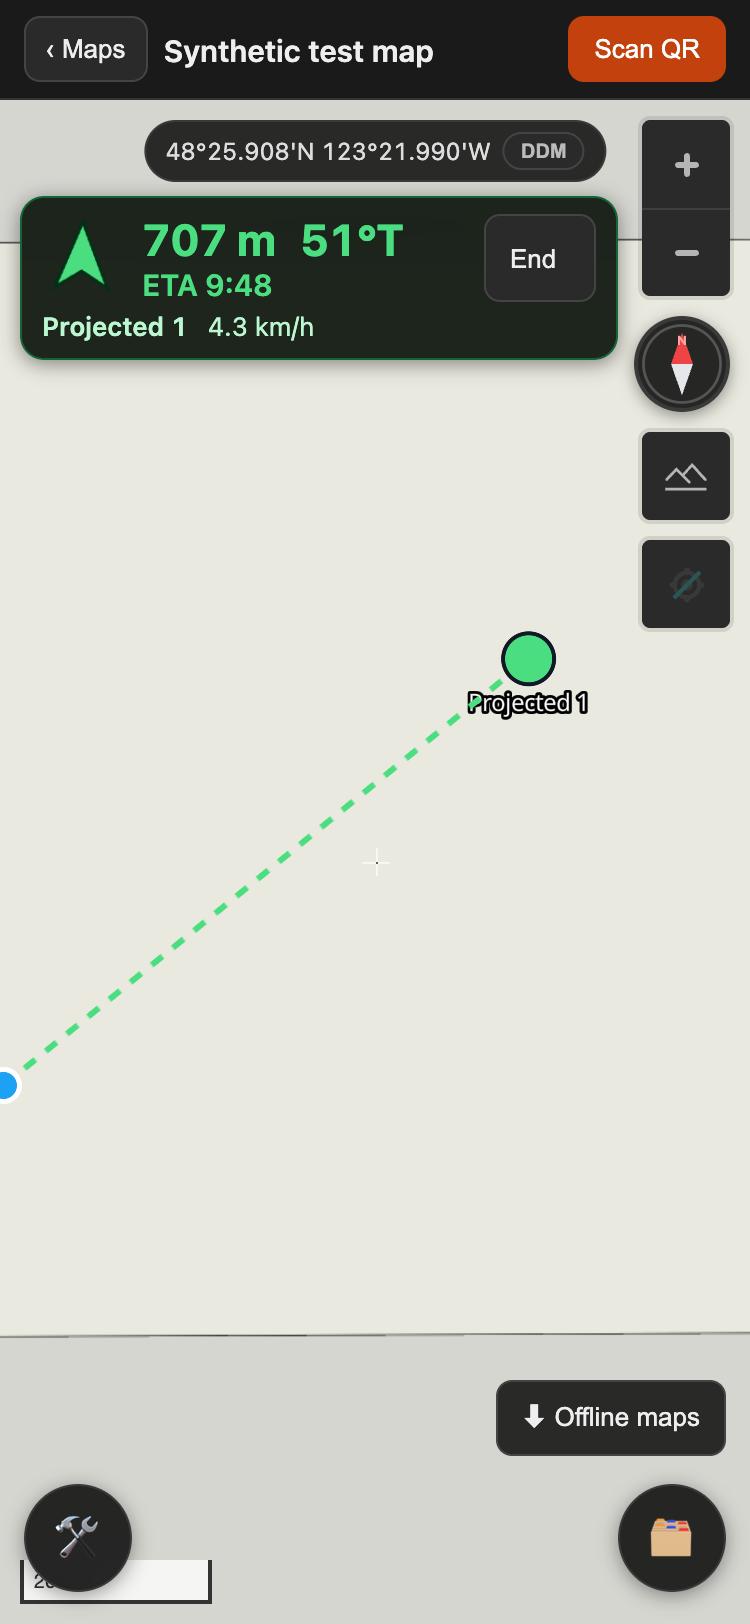 ‹ Maps
Synthetic test map
Scan QR
48°25.908'N 123°21.990'W DDM
+
707 m 51°T
End
ETA 9:48
−
Projected 1 4.3 km/h
N
Projected 1
⬇ Offline maps